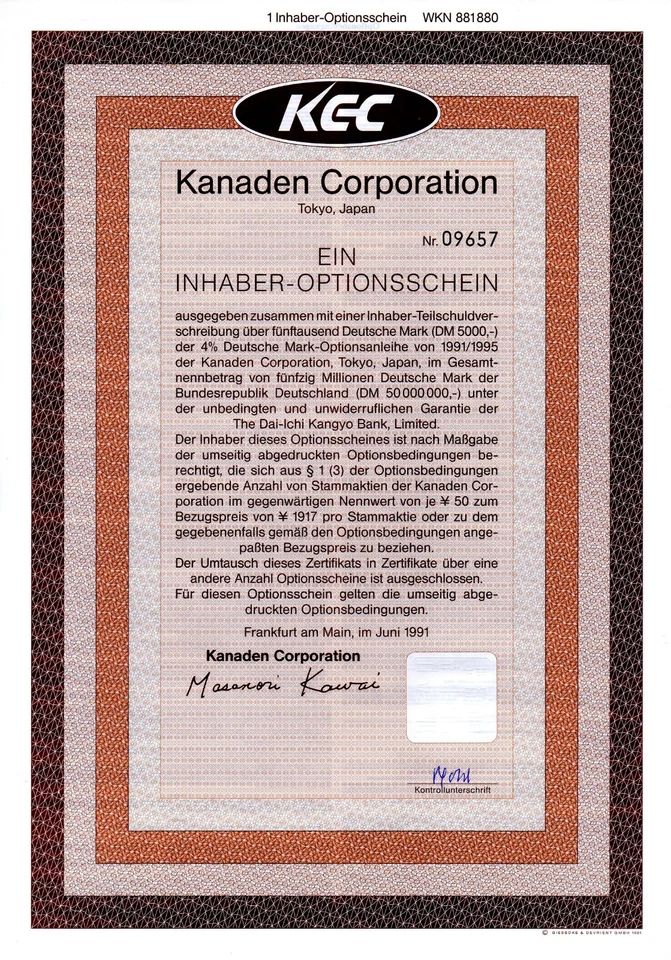 1 Inhaber-Optionsschein WKN 881880
KEC
Kanaden Corporation
Tokyo, Japan
Nr. 09657
EIN
INHABER-OPTIONSSCHEIN
ausgegeben zusammen mit einer Inhaber-Teilschuldver-
schreibung über fünftausend Deutsche Mark (DM 5000,-)
der 4% Deutsche Mark-Optionsanleihe von 1991/1995
der Kanaden Corporation, Tokyo, Japan, im Gesamt-
nennbetrag von fünfzig Millionen Deutsche Mark der
Bundesrepublik Deutschland (DM 50 000 000,-) unter
der unbedingten und unwiderruflichen Garantie der
The Dai-Ichi Kangyo Bank, Limited.
Der Inhaber dieses Optionsscheines ist nach Maßgabe
der umseitig abgedruckten Optionsbedingungen be-
rechtigt, die sich aus § 1 (3) der Optionsbedingungen
ergebende Anzahl von Stammaktien der Kanaden Cor-
poration im gegenwärtigen Nennwert von je ¥ 50 zum
Bezugspreis von ¥ 1917 pro Stammaktie oder zu dem
gegebenenfalls gemäß den Optionsbedingungen ange-
paßten Bezugspreis zu beziehen.
Der Umtausch dieses Zertifikats in Zertifikate über eine
andere Anzahl Optionsscheine ist ausgeschlossen.
Für diesen Optionsschein gelten die umseitig abge-
druckten Optionsbedingungen.
Frankfurt am Main, im Juni 1991
Kanaden Corporation
Masanori Kawai
Kontrollunterschrift
© GIESECKE & DEVRIENT GMBH 1991